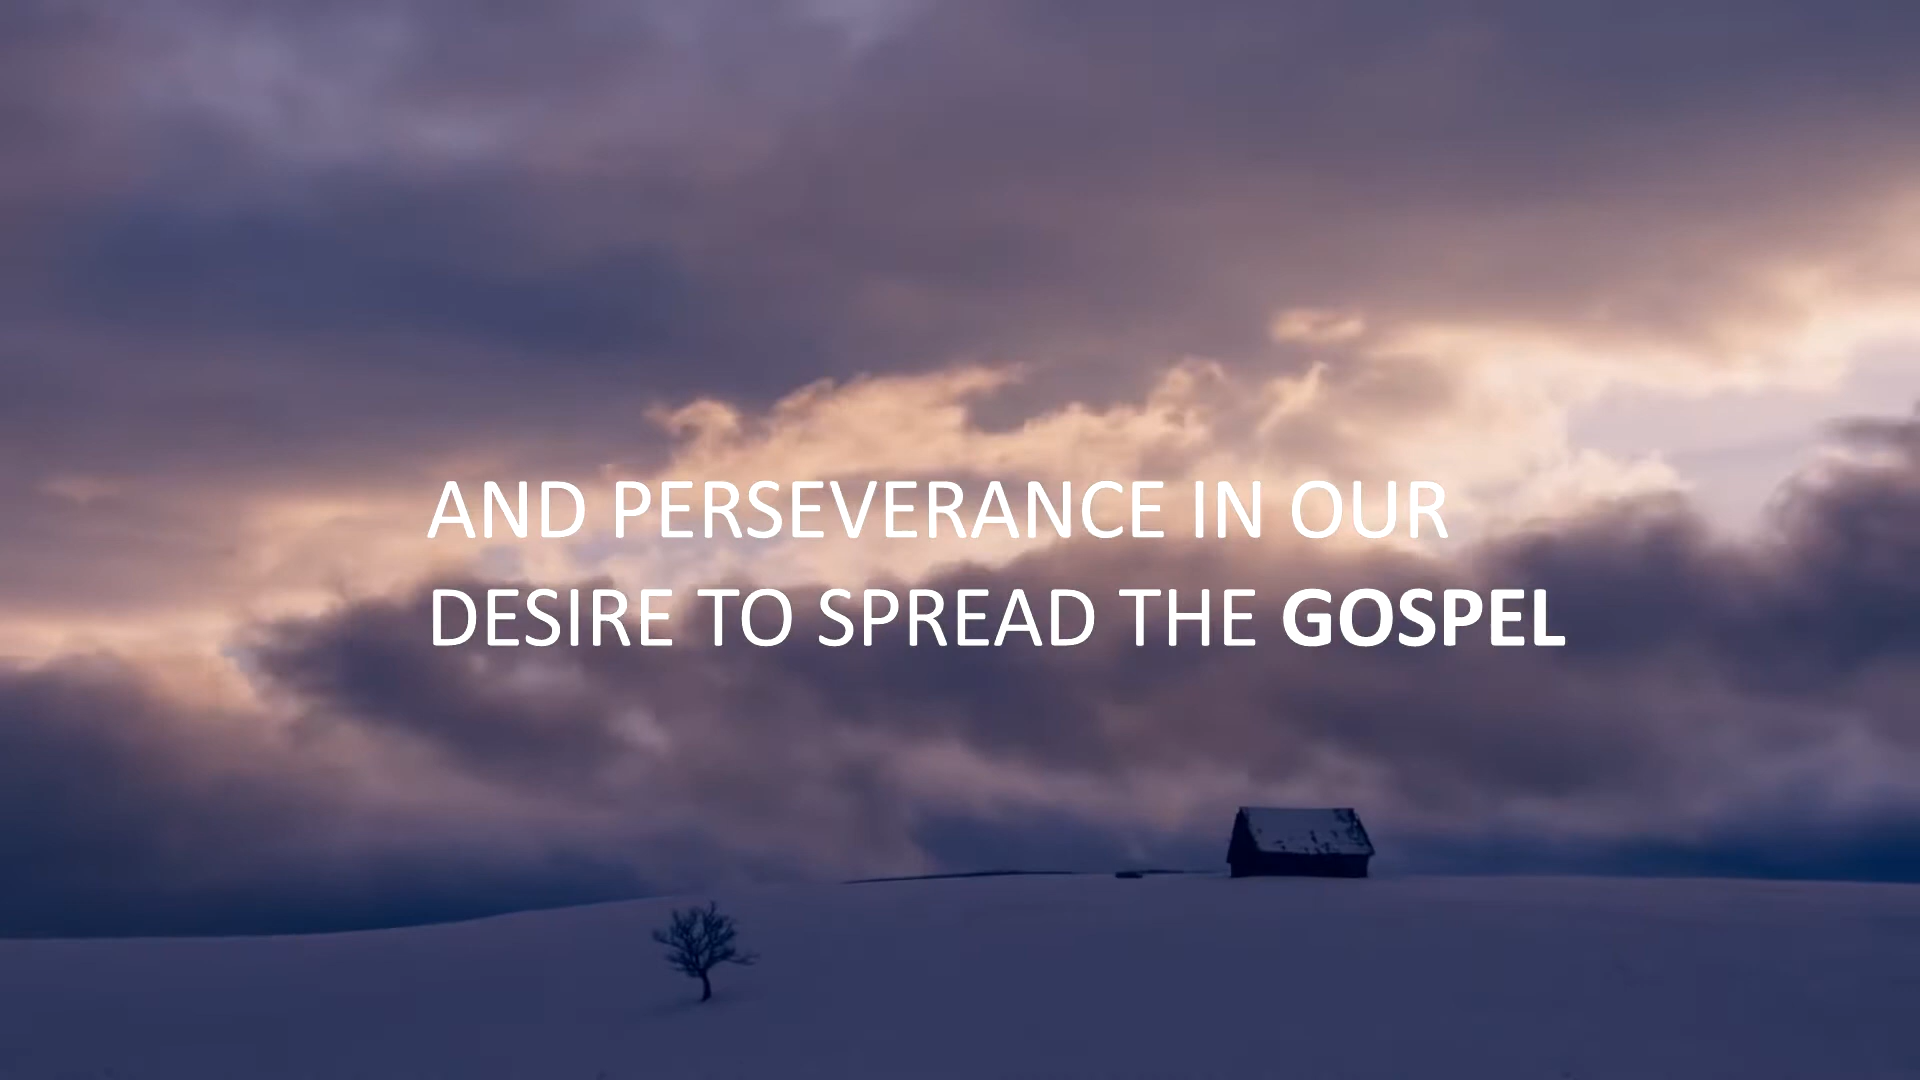 AND PERSEVERANCE IN OUR
DESIRE TO SPREAD THE GOSPEL